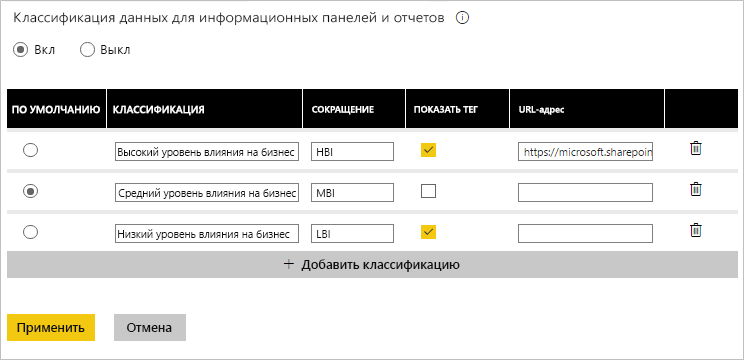 Классификация данных для информационных панелей и отчетов
Вкл Выкл
ПО УМОЛЧАНИЮ КЛАССИФИКАЦИЯ СОКРАЩЕНИЕ ПОКАЗАТЬ ТЕГ URL-адрес
Высокий уровень влияния на бизнес HBI https://microsoft.sharepoin
Средний уровень влияния на бизнес MBI
Низкий уровень влияния на бизнес LBI
+ Добавить классификацию
Применить Отмена